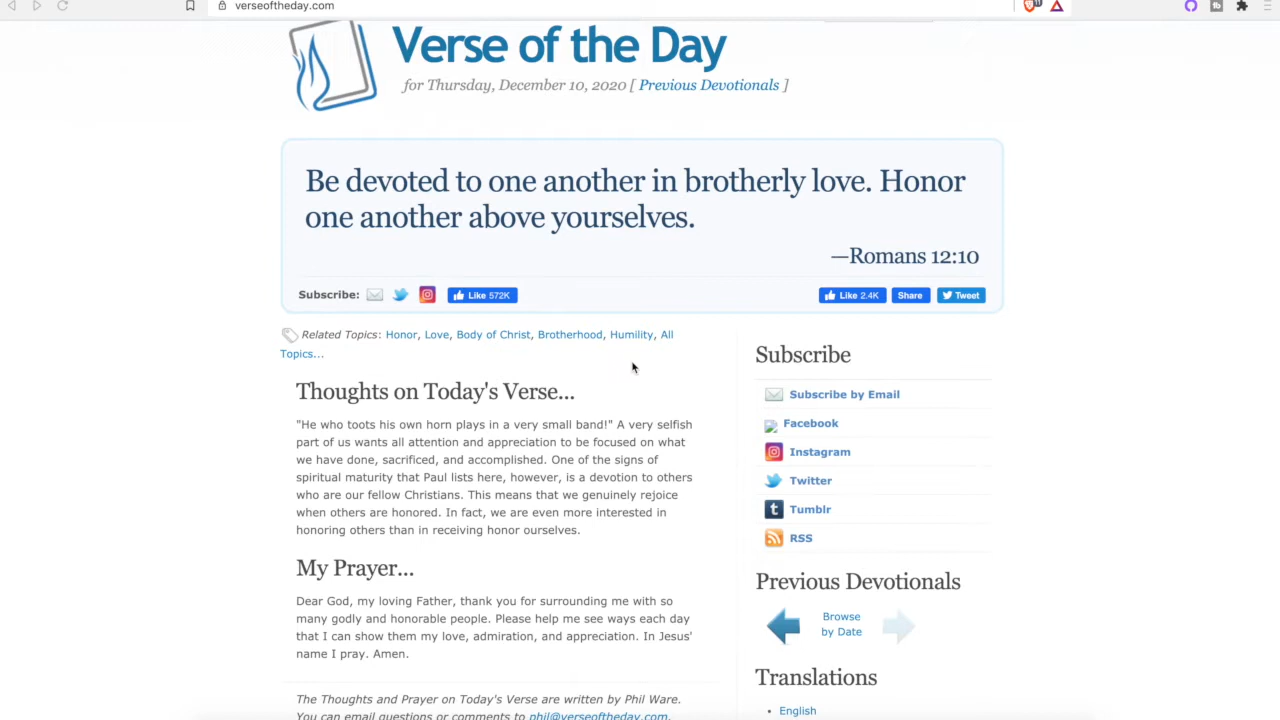 verseoftheday.com
Verse of the Day
for Thursday, December 10, 2020 [ Previous Devotionals ]
Be devoted to one another in brotherly love. Honor
one another above yourselves.
—Romans 12:10
Subscribe:
Like 572K
Like 2.4K
Share
Tweet
Related Topics: Honor, Love, Body of Christ, Brotherhood, Humility, All
Topics...
Thoughts on Today's Verse...
"He who toots his own horn plays in a very small band!" A very selfish
part of us wants all attention and appreciation to be focused on what
we have done, sacrificed, and accomplished. One of the signs of
spiritual maturity that Paul lists here, however, is a devotion to others
who are our fellow Christians. This means that we genuinely rejoice
when others are honored. In fact, we are even more interested in
honoring others than in receiving honor ourselves.
My Prayer...
Dear God, my loving Father, thank you for surrounding me with so
many godly and honorable people. Please help me see ways each day
that I can show them my love, admiration, and appreciation. In Jesus'
name I pray. Amen.
The Thoughts and Prayer on Today's Verse are written by Phil Ware.
You can email questions or comments to phil@verseoftheday.com.
Subscribe
Subscribe by Email
Facebook
Instagram
Twitter
t
Tumblr
RSS
Previous Devotionals
Browse
by Date
Translations
• English